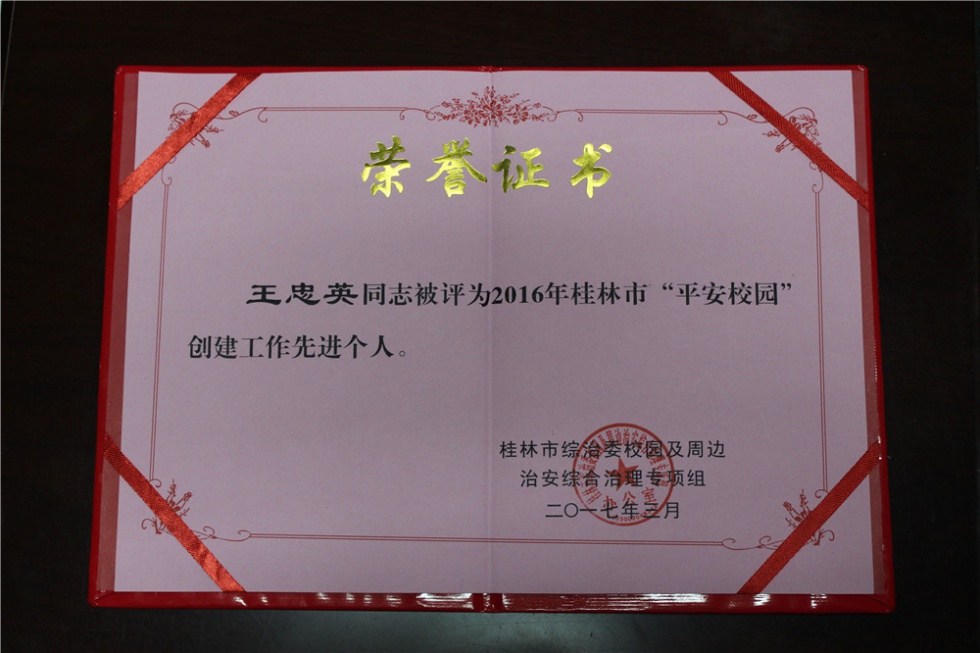 荣誉证书
王忠英同志被评为2016年桂林市“平安校园”
创建工作先进个人。
桂林市综治委校园及周边
治安综合治理专项组
二〇一七年三月
办公室